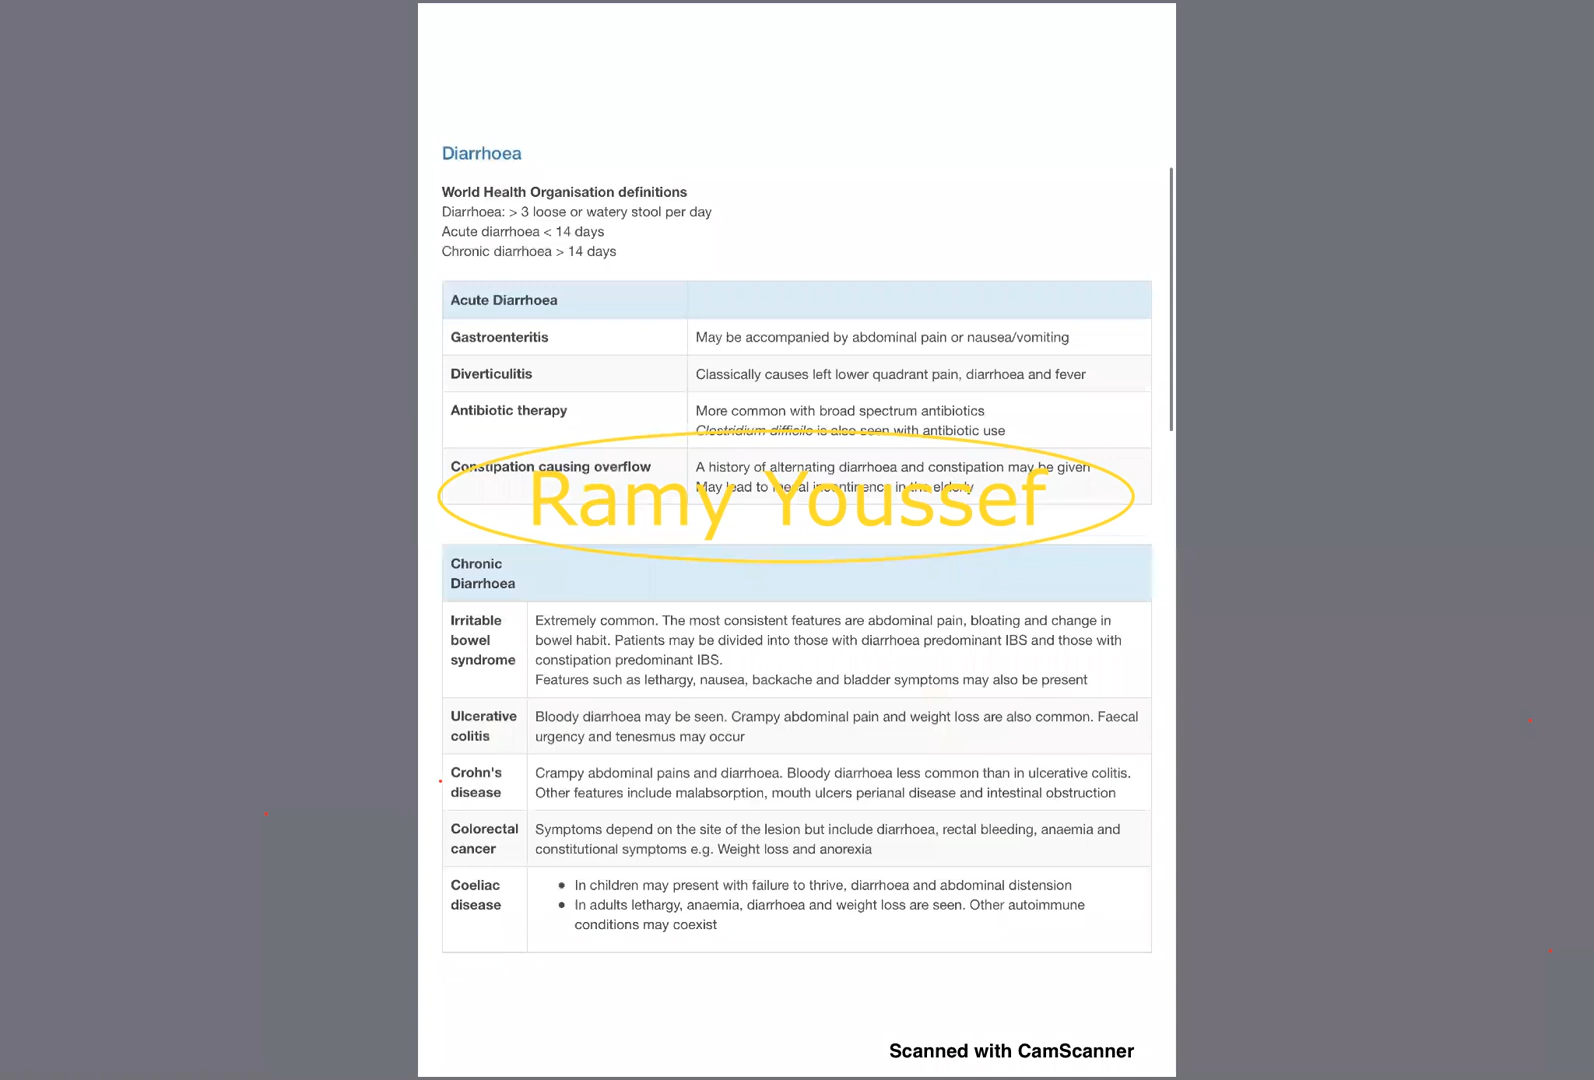 Diarrhoea
World Health Organisation definitions
Diarrhoea: > 3 loose or watery stool per day
Acute diarrhoea < 14 days
Chronic diarrhoea > 14 days
Acute Diarrhoea
Gastroenteritis May be accompanied by abdominal pain or nausea/vomiting
Diverticulitis Classically causes left lower quadrant pain, diarrhoea and fever
Antibiotic therapy More common with broad spectrum antibiotics
Clostridium difficile is also seen with antibiotic use
Constipation causing overflow A history of alternating diarrhoea and constipation may be given
May lead to faecal incontinence in the elderly
Ramy Youssef
Chronic
Diarrhoea
Irritable
bowel
syndrome
Extremely common. The most consistent features are abdominal pain, bloating and change in
bowel habit. Patients may be divided into those with diarrhoea predominant IBS and those with
constipation predominant IBS.
Features such as lethargy, nausea, backache and bladder symptoms may also be present
Ulcerative
colitis
Bloody diarrhoea may be seen. Crampy abdominal pain and weight loss are also common. Faecal
urgency and tenesmus may occur
Crohn's
disease
Crampy abdominal pains and diarrhoea. Bloody diarrhoea less common than in ulcerative colitis.
Other features include malabsorption, mouth ulcers perianal disease and intestinal obstruction
Colorectal
cancer
Symptoms depend on the site of the lesion but include diarrhoea, rectal bleeding, anaemia and
constitutional symptoms e.g. Weight loss and anorexia
Coeliac
disease
• In children may present with failure to thrive, diarrhoea and abdominal distension
• In adults lethargy, anaemia, diarrhoea and weight loss are seen. Other autoimmune
conditions may coexist
Scanned with CamScanner